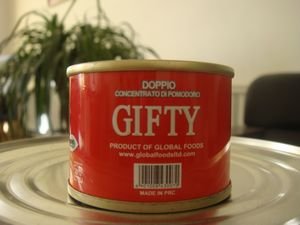 DOPPIO
CONCENTRATO DI POMODORO
GIFTY
PRODUCT OF GLOBAL FOODS
www.globalfoodsltd.com
MADE IN PRC